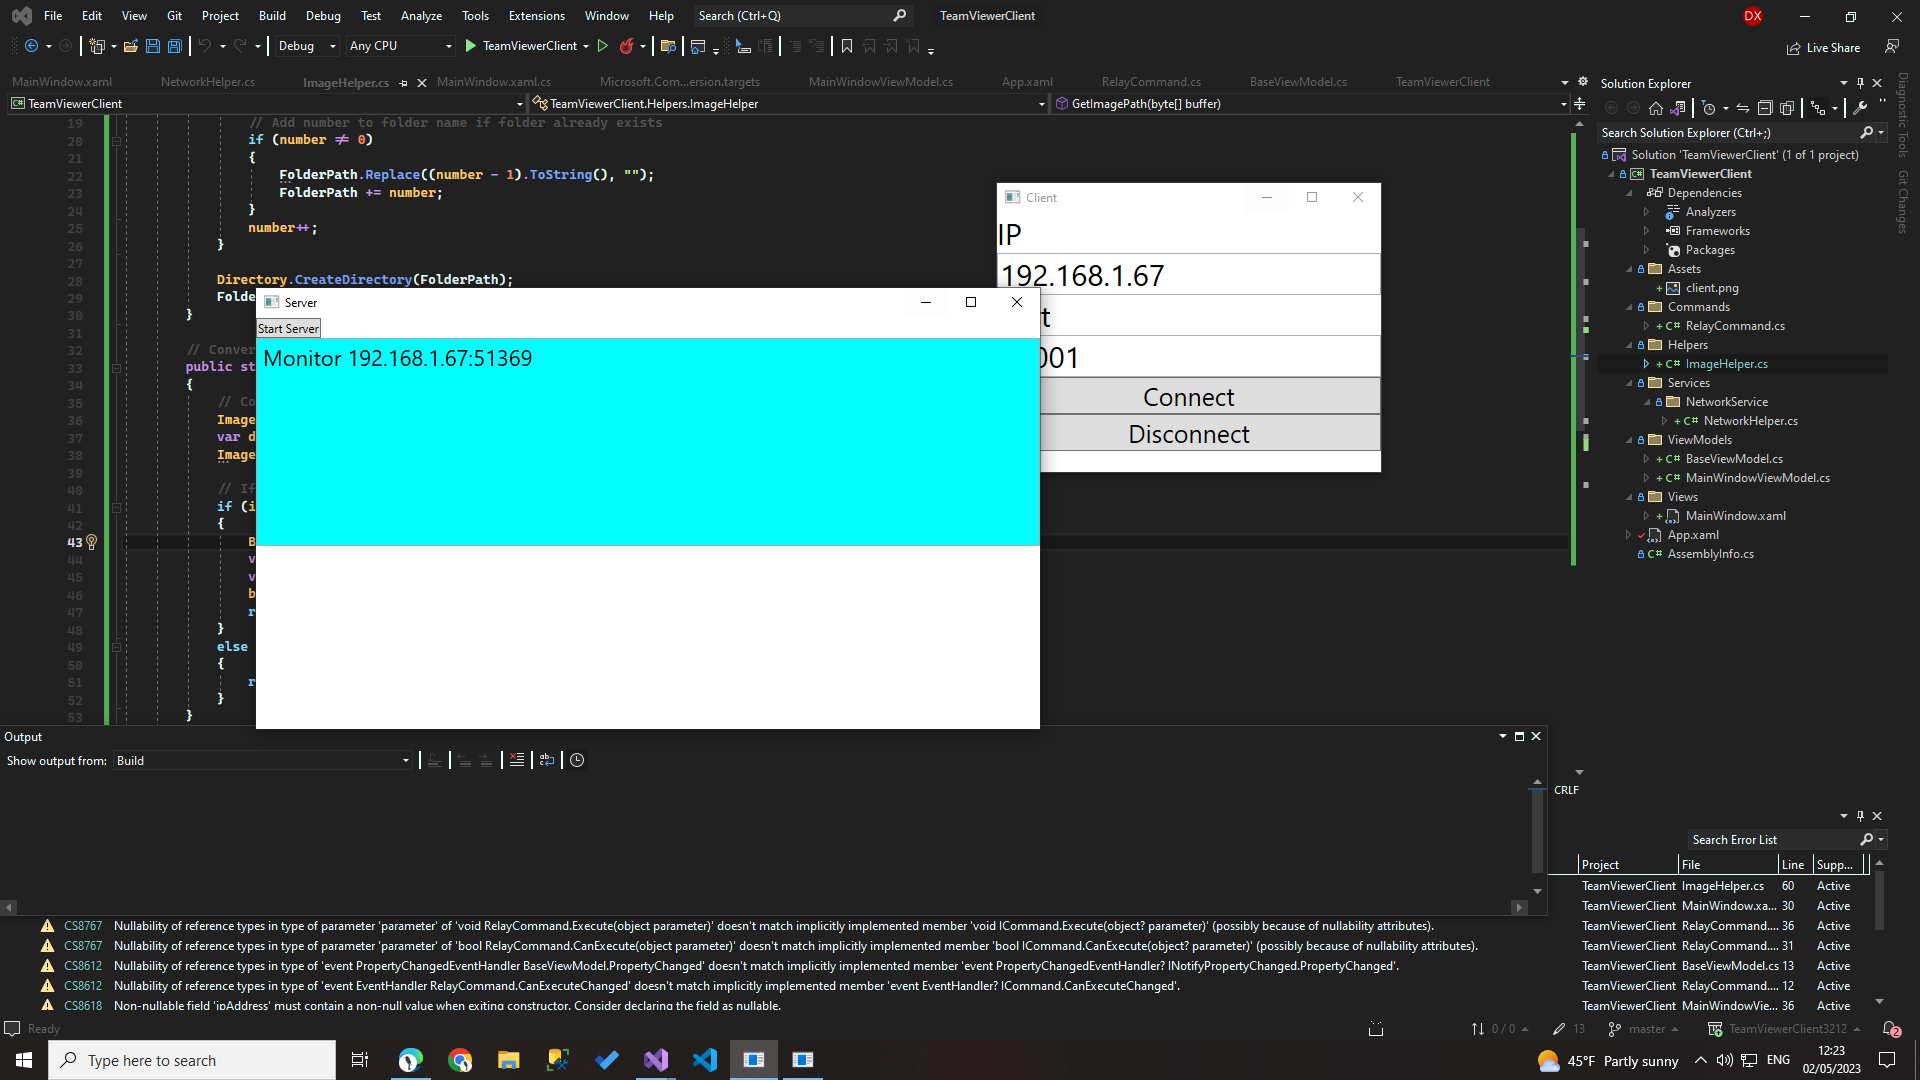 File Edit View Git Project Build Debug Test Analyze Tools Extensions Window Help Search (Ctrl+Q) TeamViewerClient DX
Debug Any CPU TeamViewerClient Live Share
MainWindow.xaml NetworkHelper.cs ImageHelper.cs MainWindow.xaml.cs Microsoft.Com...ersion.targets MainWindowViewModel.cs App.xaml RelayCommand.cs BaseViewModel.cs TeamViewerClient
TeamViewerClient TeamViewerClient.Helpers.ImageHelper GetImagePath(byte[] buffer)
19 // Add number to folder name if folder already exists
20 if (number ≠ 0)
21 {
22 FolderPath.Replace((number - 1).ToString(), "");
23 FolderPath += number;
24 }
25 number++;
26 }
27
28 Directory.CreateDirectory(FolderPath);
29 Folde
30 }
31
32 // Conver
33 public st
34 {
35 // Co
36 Image
37 var d
38 Image
39
40 // If
41 if (i
42 {
43 B
44 v
45 v
46 b
47 r
48 }
49 else
50 {
51 r
52 }
53 }
Client
IP
192.168.1.67
t
001
Connect
Disconnect
Server
Start Server
Monitor 192.168.1.67:51369
Solution Explorer
Search Solution Explorer (Ctrl+;)
Solution 'TeamViewerClient' (1 of 1 project)
TeamViewerClient
Dependencies
Analyzers
Frameworks
Packages
Assets
client.png
Commands
RelayCommand.cs
Helpers
ImageHelper.cs
Services
NetworkService
NetworkHelper.cs
ViewModels
BaseViewModel.cs
MainWindowViewModel.cs
Views
MainWindow.xaml
App.xaml
AssemblyInfo.cs
Diagnostic Tools
Git Changes
Output
Show output from: Build
CRLF
Search Error List
Project File Line Supp...
TeamViewerClient ImageHelper.cs 60 Active
TeamViewerClient MainWindow.xa... 30 Active
CS8767 Nullability of reference types in type of parameter 'parameter' of 'void RelayCommand.Execute(object parameter)' doesn't match implicitly implemented member 'void ICommand.Execute(object? parameter)' (possibly because of nullability attributes). TeamViewerClient RelayCommand.... 36 Active
CS8767 Nullability of reference types in type of parameter 'parameter' of 'bool RelayCommand.CanExecute(object parameter)' doesn't match implicitly implemented member 'bool ICommand.CanExecute(object? parameter)' (possibly because of nullability attributes). TeamViewerClient RelayCommand.... 31 Active
CS8612 Nullability of reference types in type of 'event PropertyChangedEventHandler BaseViewModel.PropertyChanged' doesn't match implicitly implemented member 'event PropertyChangedEventHandler? INotifyPropertyChanged.PropertyChanged'. TeamViewerClient BaseViewModel.cs 13 Active
CS8612 Nullability of reference types in type of 'event EventHandler RelayCommand.CanExecuteChanged' doesn't match implicitly implemented member 'event EventHandler? ICommand.CanExecuteChanged'. TeamViewerClient RelayCommand.... 12 Active
CS8618 Non-nullable field 'ipAddress' must contain a non-null value when exiting constructor. Consider declaring the field as nullable. TeamViewerClient MainWindowVie... 36 Active
Ready 0 / 0 13 master TeamViewerClient3212 2
Type here to search 45°F Partly sunny ENG 12:23
02/05/2023